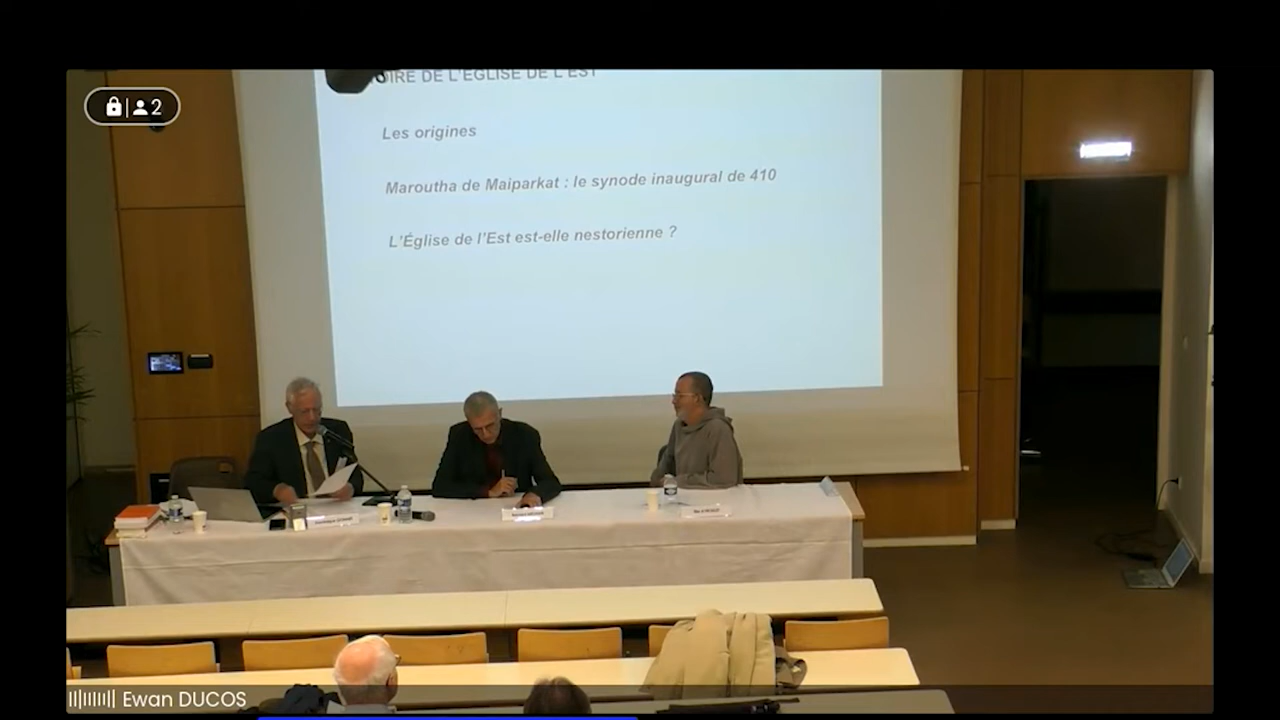 OIRE DE L'ÉGLISE DE L'EST
2
Les origines
Maroutha de Maiparkat : le synode inaugural de 410
L'Église de l'Est est-elle nestorienne ?
Ewan DUCOS